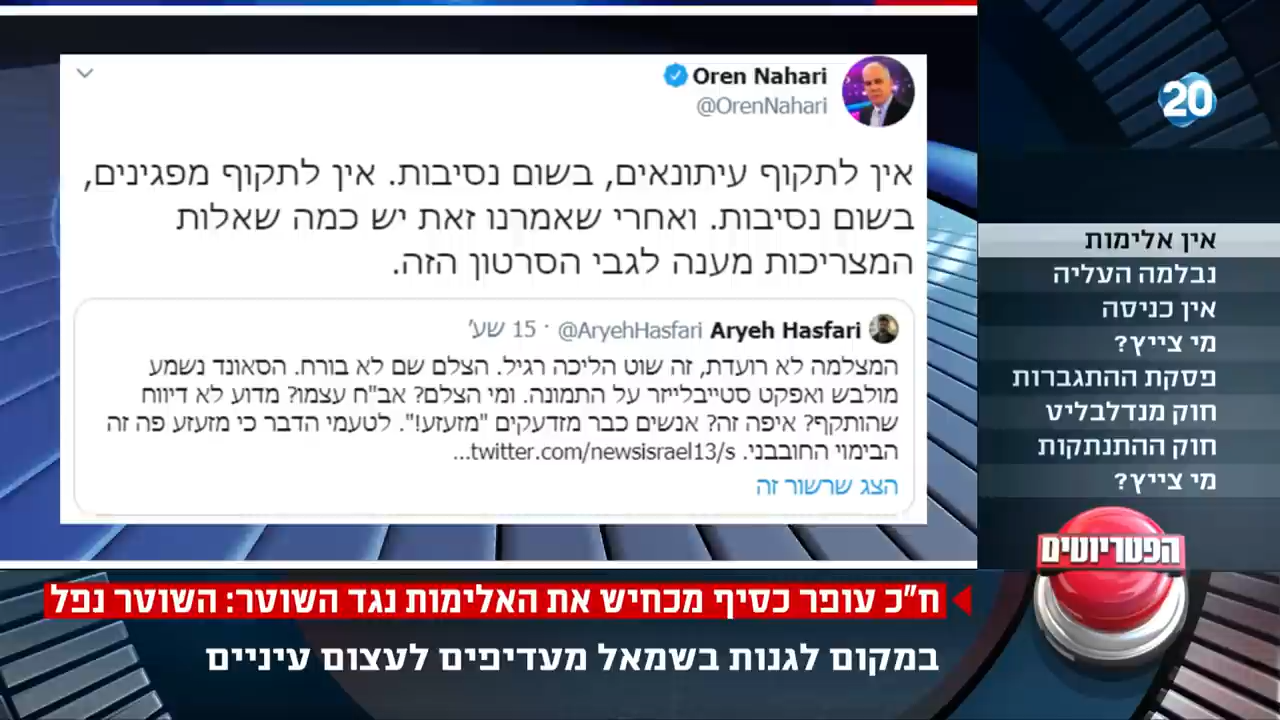 Oren Nahari
@OrenNahari
אין לתקוף עיתונאים, בשום נסיבות. אין לתקוף מפגינים,
בשום נסיבות. ואחרי שאמרנו זאת יש כמה שאלות
המצריכות מענה לגבי הסרטון הזה.
Aryeh Hasfari @AryehHasfari · 15 שע'
המצלמה לא רועדת, זה שוט הליכה רגיל. הצלם שם לא בורח. הסאונד נשמע
מולבש ואפקט סטייבלייזר על התמונה. ומי הצלם? אב"ח עצמו? מדוע לא דיווח
שהותקף? איפה זה? אנשים כבר מזדעקים "מזעזע!". לטעמי הדבר כי מזעזע פה זה
הבימוי החובבני. twitter.com/newsisrael13/s...
הצג שרשור זה
20
אין אלימות
נבלמה העליה
אין כניסה
מי צייץ?
פסקת ההתגברות
חוק מנדלבליט
חוק ההתנתקות
מי צייץ?
הפטריוטים
ח"כ עופר כסיף מכחיש את האלימות נגד השוטר: השוטר נפל
במקום לגנות בשמאל מעדיפים לעצום עיניים